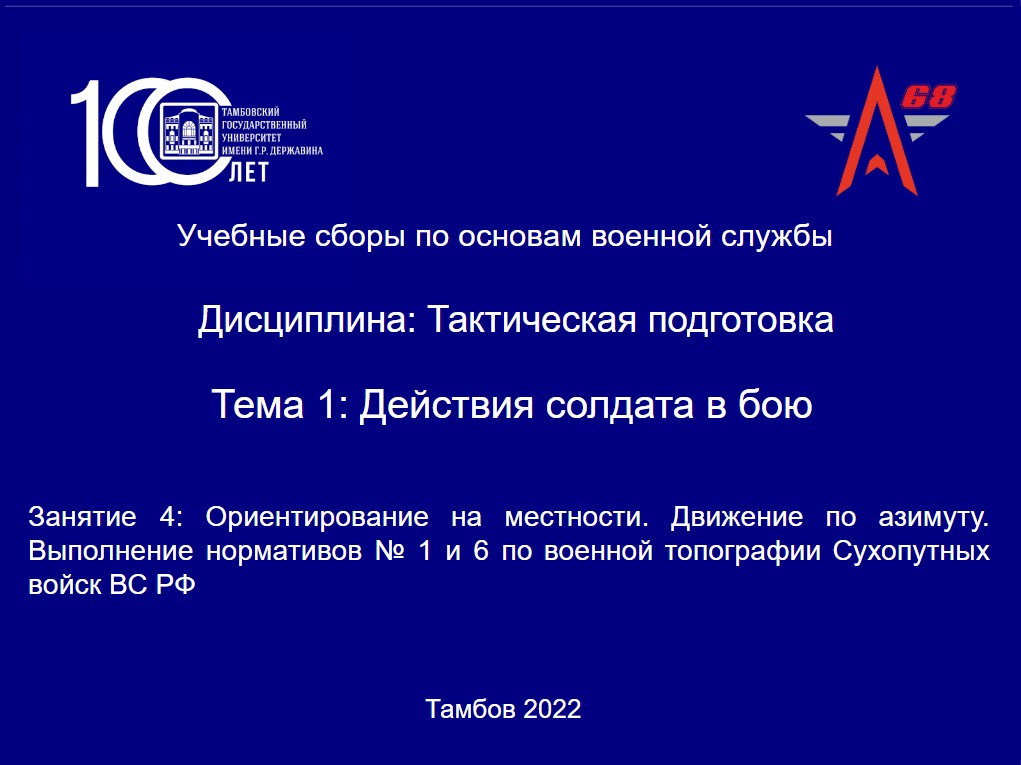 100
ТАМБОВСКИЙ
ГОСУДАРСТВЕННЫЙ
УНИВЕРСИТЕТ
ИМЕНИ Г.Р. ДЕРЖАВИНА
ЛЕТ
А68
Учебные сборы по основам военной службы
Дисциплина: Тактическая подготовка
Тема 1: Действия солдата в бою
Занятие 4: Ориентирование на местности. Движение по азимуту.
Выполнение нормативов № 1 и 6 по военной топографии Сухопутных
войск ВС РФ
Тамбов 2022